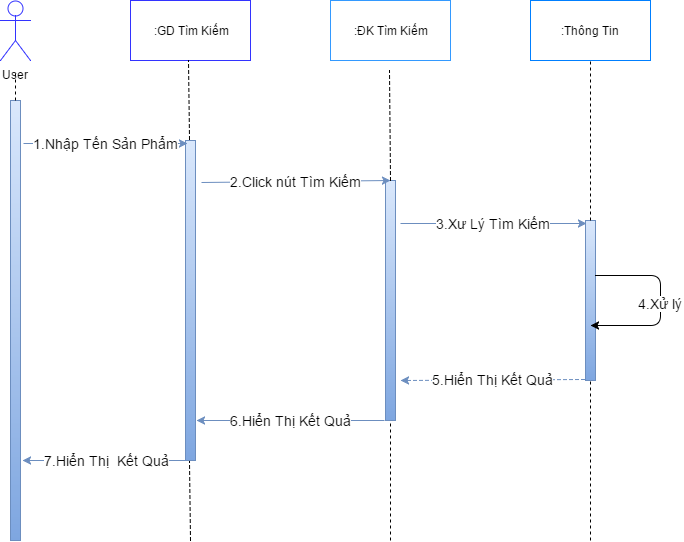 :GD Tìm Kiếm
:ĐK Tìm Kiếm
:Thông Tin
User
1.Nhập Tến Sản Phẩm
2.Click nút Tìm Kiếm
3.Xư Lý Tìm Kiếm
4.Xử lý
5.Hiển Thị Kết Quả
6.Hiển Thị Kết Quả
7.Hiển Thị  Kết Quả